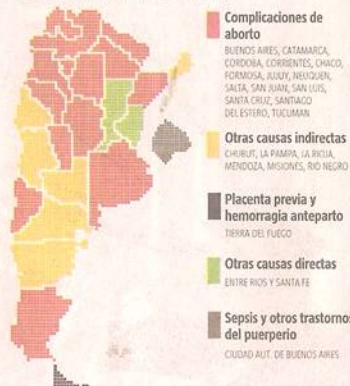 Complicaciones de
aborto
BUENOS AIRES, CATAMARCA,
CORDOBA, CORRIENTES, CHACO,
FORMOSA, JUJUY, NEUQUEN,
SALTA, SAN JUAN, SAN LUIS,
SANTA CRUZ, SANTIAGO
DEL ESTERO, TUCUMAN
Otras causas indirectas
CHUBUT, LA PAMPA, LA RIOJA,
MENDOZA, MISIONES, RIO NEGRO
Placenta previa y
hemorragia anteparto
TIERRA DEL FUEGO
Otras causas directas
ENTRE RIOS Y SANTA FE
Sepsis y otros trastornos
del puerperio
CIUDAD AUT. DE BUENOS AIRES